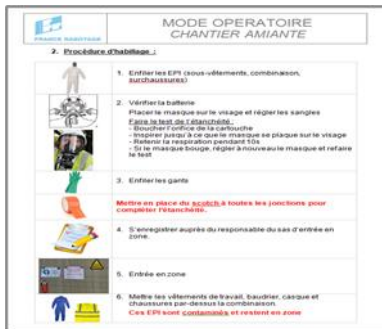 FRANCE RABOTAGE
MODE OPERATOIRE
CHANTIER AMIANTE
2. Procédure d'habillage :
1. Enfiler les EPI (sous-vêtements, combinaison,
surchaussures)
2. Vérifier la batterie
Placer le masque sur le visage et régler les sangles
Faire le test de l'étanchéité :
- Boucher l'orifice de la cartouche
- Inspirer jusqu'à ce que le masque se plaque sur le visage
- Retenir la respiration pendant 10s
- Si le masque bouge, régler à nouveau le masque et refaire
le test
3. Enfiler les gants
Mettre en place du scotch à toutes les jonctions pour
compléter l'étanchéité.
4. S'enregistrer auprès du responsable du sas d'entrée en
zone.
5. Entrée en zone
6. Mettre les vêtements de travail, baudrier, casque et
chaussures par-dessus la combinaison.
Ces EPI sont contaminés et restent en zone